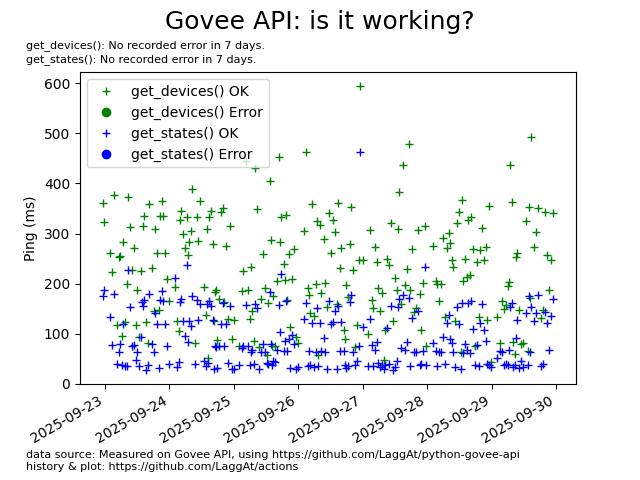 Govee API: is it working?
get_devices(): No recorded error in 7 days.
get_states(): No recorded error in 7 days.
get_devices() OK
get_devices() Error
get_states() OK
get_states() Error
Ping (ms)
600
500
400
300
200
100
0
2025-09-23
2025-09-24
2025-09-25
2025-09-26
2025-09-27
2025-09-28
2025-09-29
2025-09-30
data source: Measured on Govee API, using https://github.com/LaggAt/python-govee-api
history & plot: https://github.com/LaggAt/actions